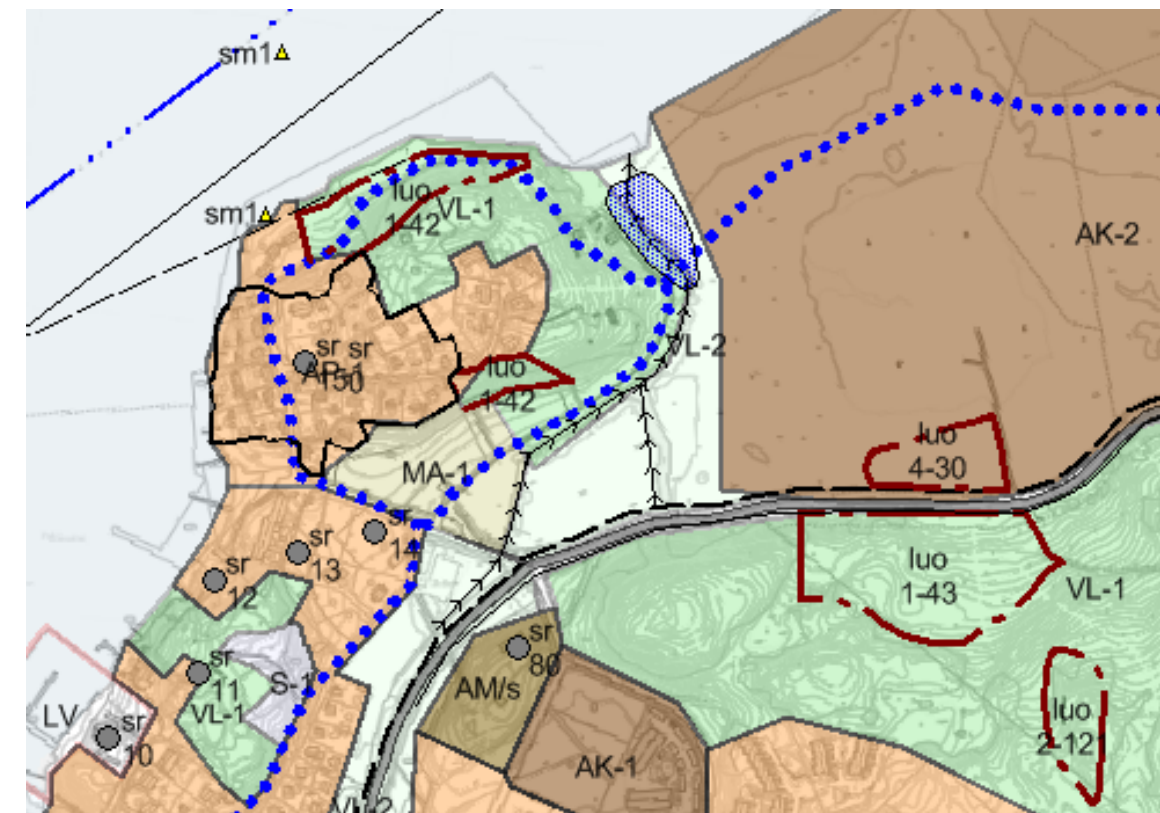 sm1
sm1
luo
1-42
VL-1
AK-2
sr sr
AP-1
150
luo
1-42
VL-2
MA-1
luo
4-30
sr
14
sr
13
sr
12
luo
1-43
VL-1
sr
80
sr
11
S-1
AM/s
VL-1
LV
sr
10
luo
2-121
AK-1
VL-2